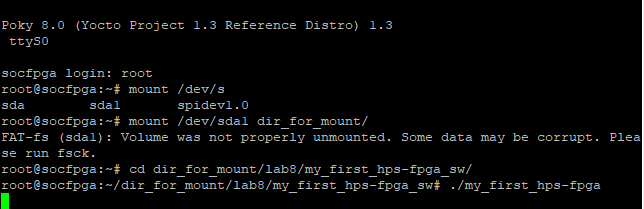 Poky 8.0 (Yocto Project 1.3 Reference Distro) 1.3
ttyS0
socfpga login: root
root@socfpga:~# mount /dev/s
sda        sda1       spidev1.0
root@socfpga:~# mount /dev/sda1 dir_for_mount/
FAT-fs (sda1): Volume was not properly unmounted. Some data may be corrupt. Plea
se run fsck.
root@socfpga:~# cd dir_for_mount/lab8/my_first_hps-fpga_sw/
root@socfpga:~/dir_for_mount/lab8/my_first_hps-fpga_sw# ./my_first_hps-fpga